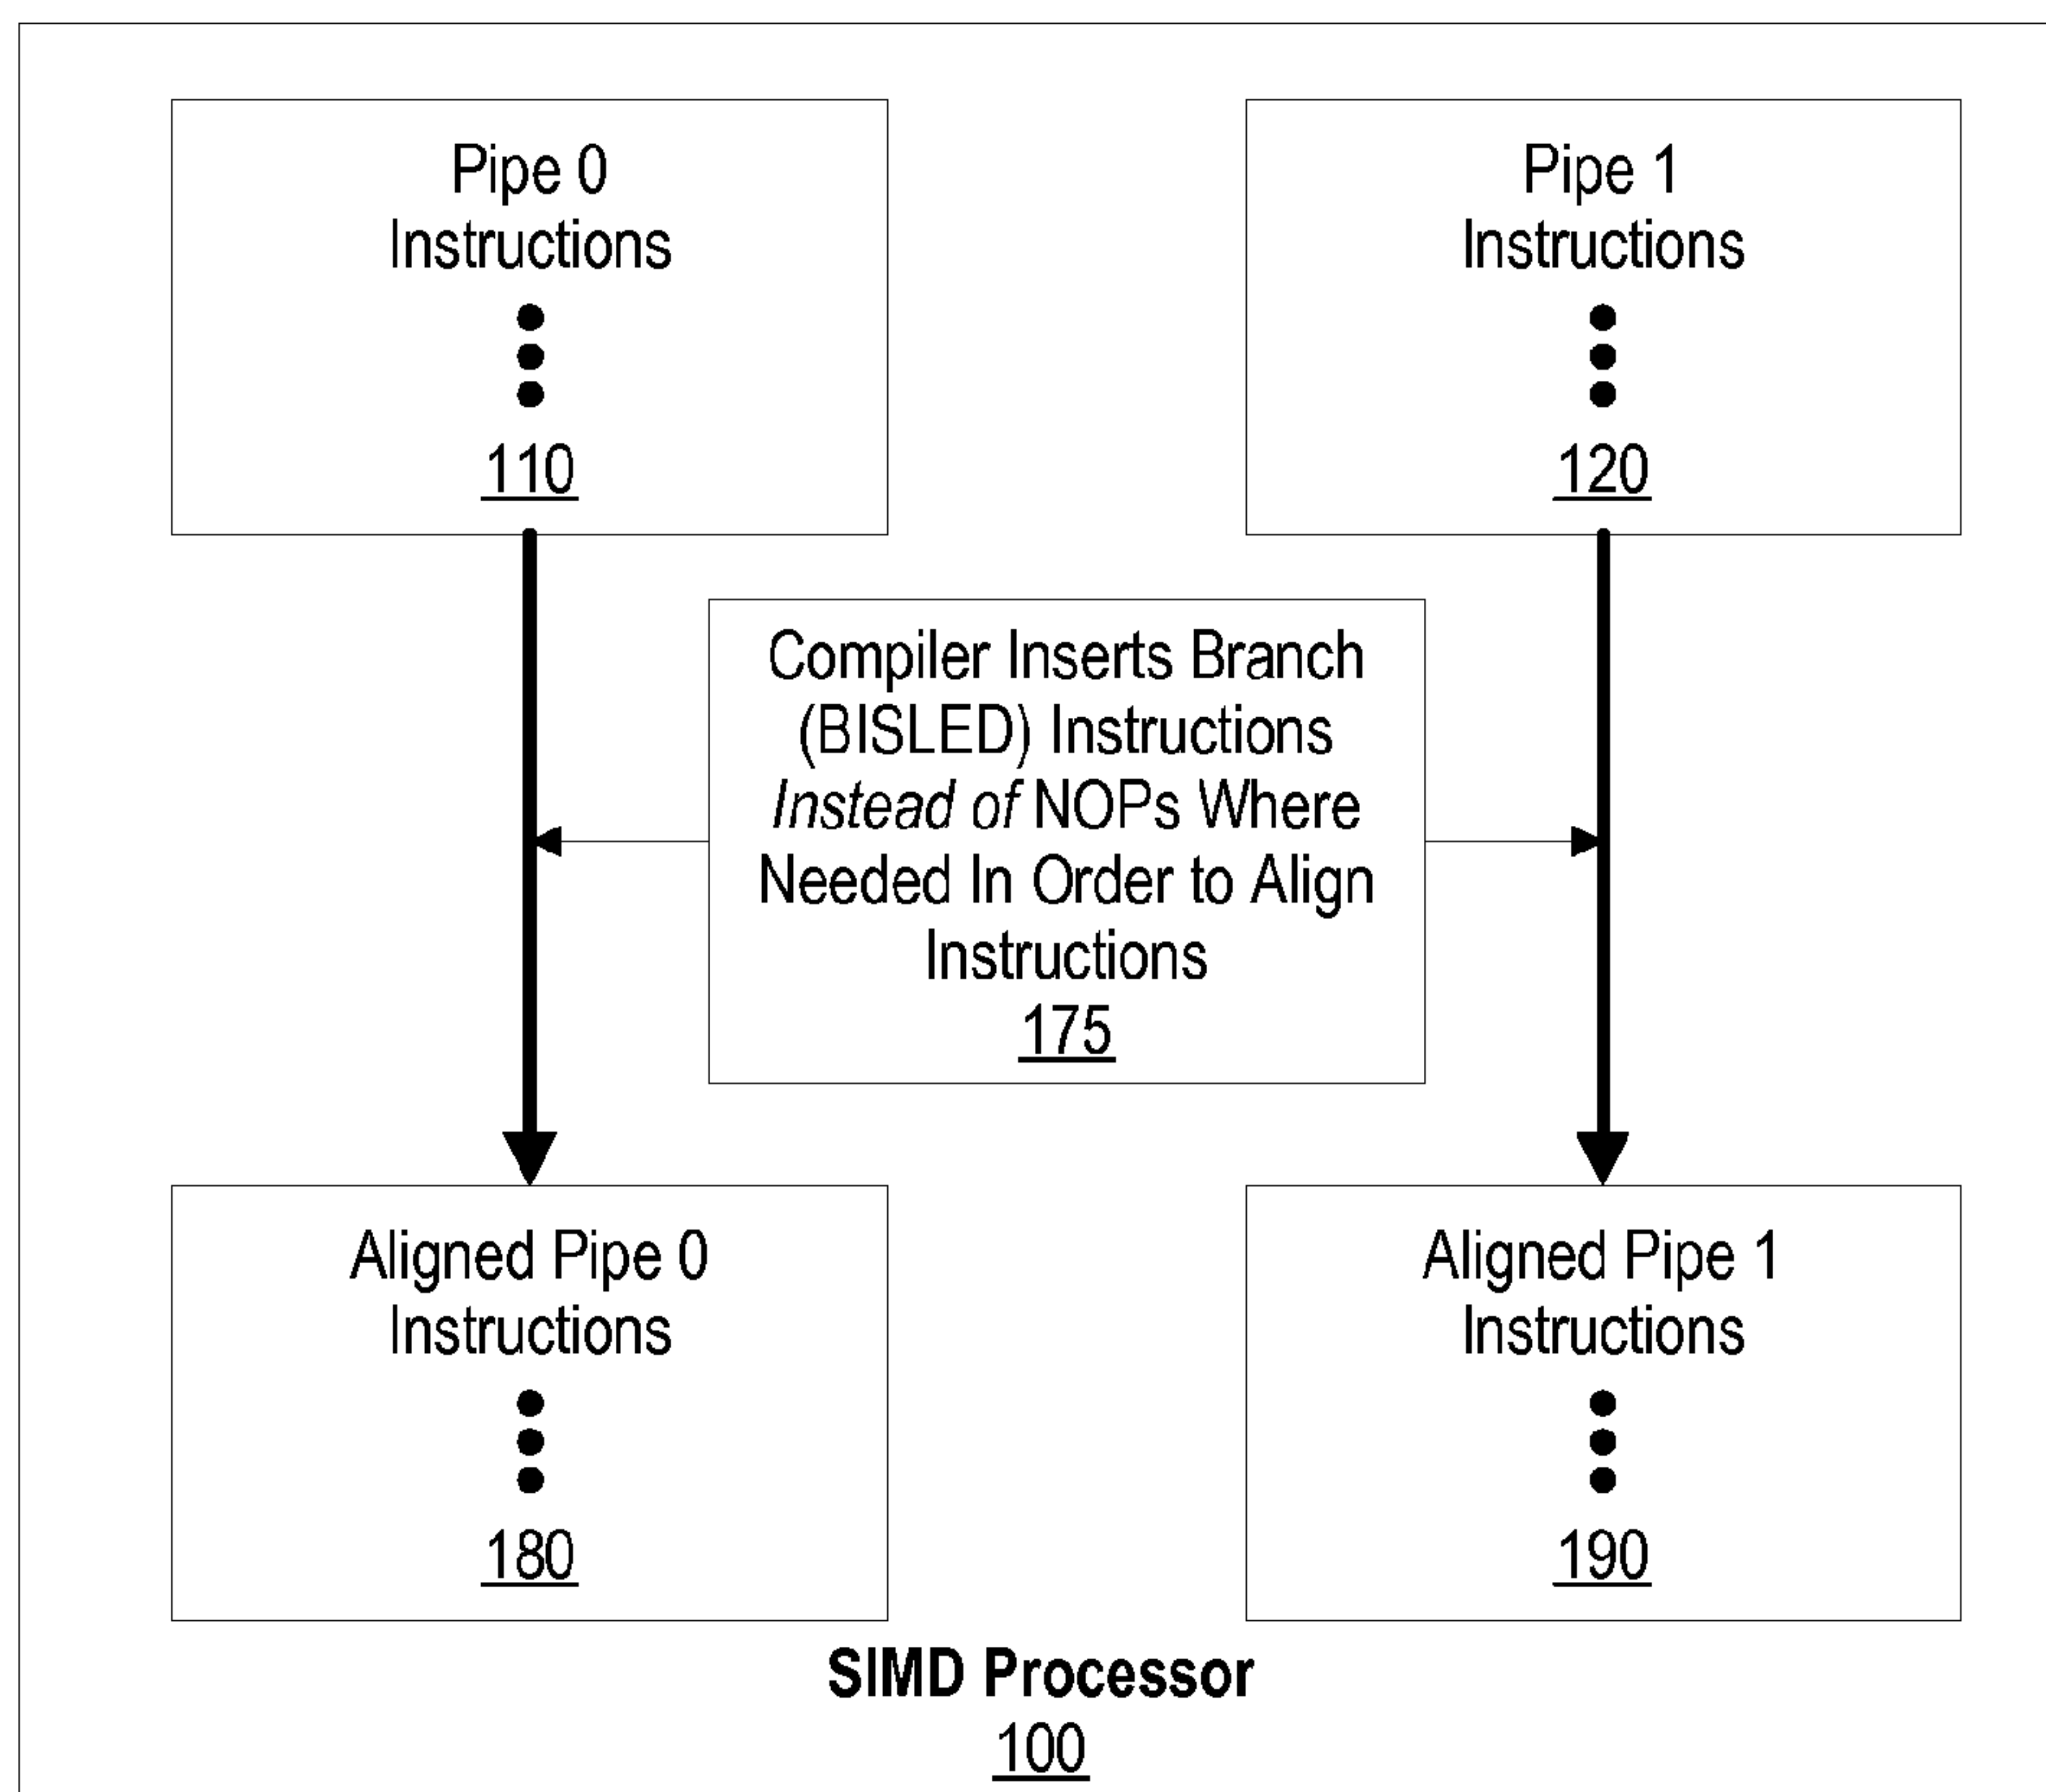 Pipe 0
Instructions
110
Pipe 1
Instructions
120
Compiler Inserts Branch
(BISLED) Instructions
Instead of NOPs Where
Needed In Order to Align
Instructions
175
Aligned Pipe 0
Instructions
180
Aligned Pipe 1
Instructions
190
SIMD Processor
100